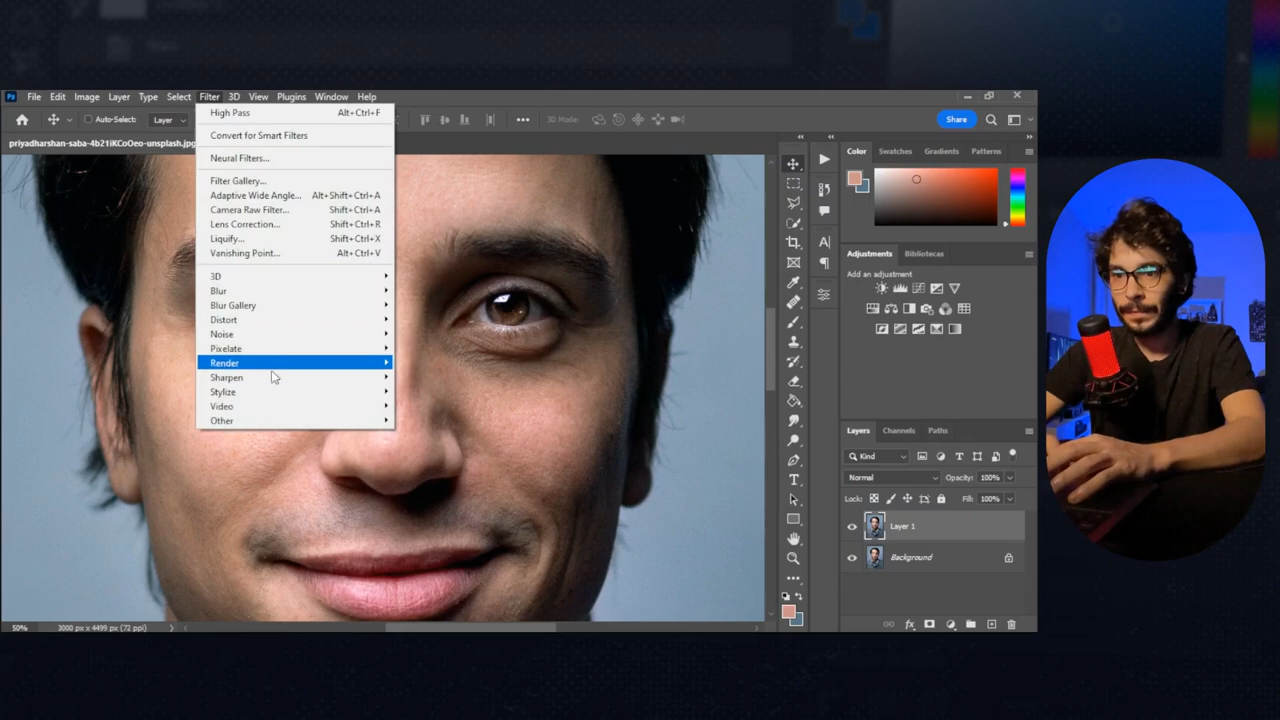 Ps File Edit Image Layer Type Select Filter 3D View Plugins Window Help
Auto-Select: Layer 3D Mode: Share
priyadharshan-saba-4b21iKCoOeo-unsplash.jpg
High Pass Alt+Ctrl+F
Convert for Smart Filters
Neural Filters...
Filter Gallery...
Adaptive Wide Angle... Alt+Shift+Ctrl+A
Camera Raw Filter... Shift+Ctrl+A
Lens Correction... Shift+Ctrl+R
Liquify... Shift+Ctrl+X
Vanishing Point... Alt+Ctrl+V
3D
Blur
Blur Gallery
Distort
Noise
Pixelate
Render
Sharpen
Stylize
Video
Other
Color Swatches Gradients Patterns
Adjustments Bibliotecas
Add an adjustment
Layers Channels Paths
Kind
Normal Opacity: 100%
Lock: Fill: 100%
Layer 1
Background
50% 3000 px x 4499 px (72 ppi)